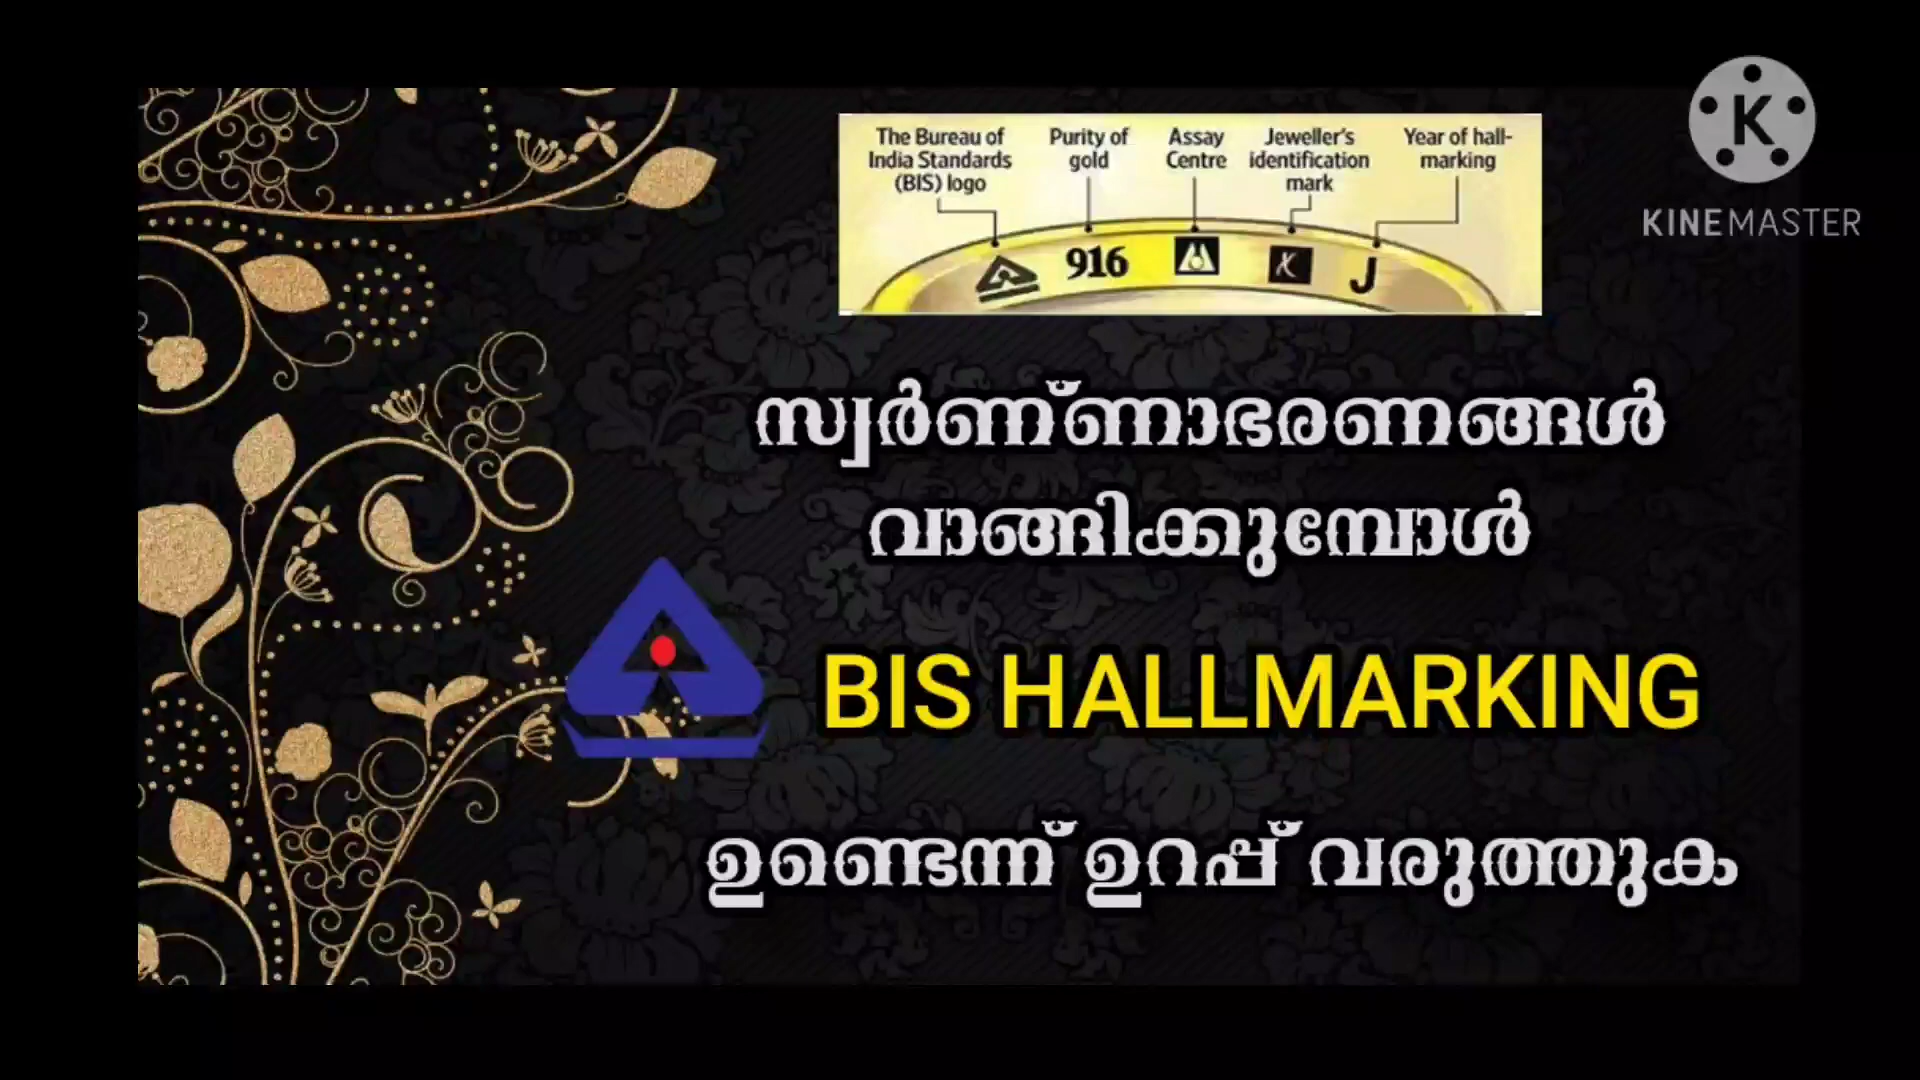 The Bureau of India Standards (BIS) logo
Purity of gold
Assay Centre
Jeweller's identification mark
Year of hall-marking
916
K
J
K
KINEMASTER
സ്വർണ്ണാഭരണങ്ങൾ
വാങ്ങിക്കുമ്പോൾ
BIS HALLMARKING
ഉണ്ടെന്ന് ഉറപ്പ് വരുത്തുക